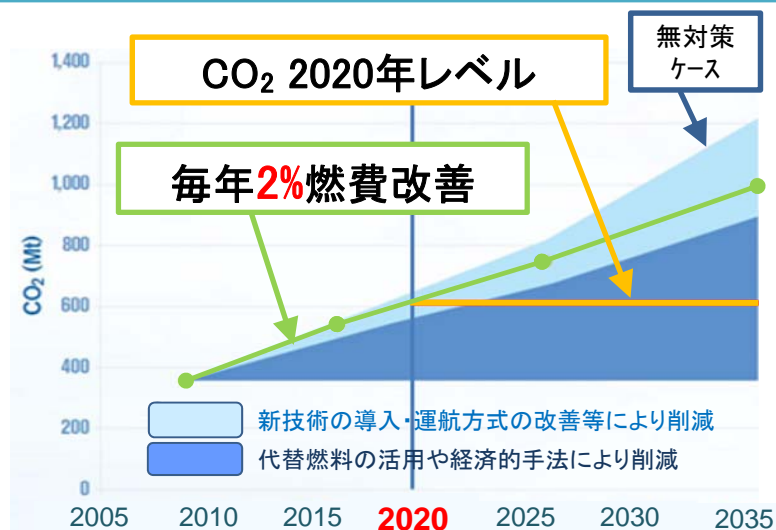 CO₂ 2020年レベル
無対策
ケース
毎年2%燃費改善
CO₂ (Mt)
1,400
1,200
1,000
800
600
400
200
0
新技術の導入・運航方式の改善等により削減
代替燃料の活用や経済的手法により削減
2005 2010 2015 2020 2025 2030 2035